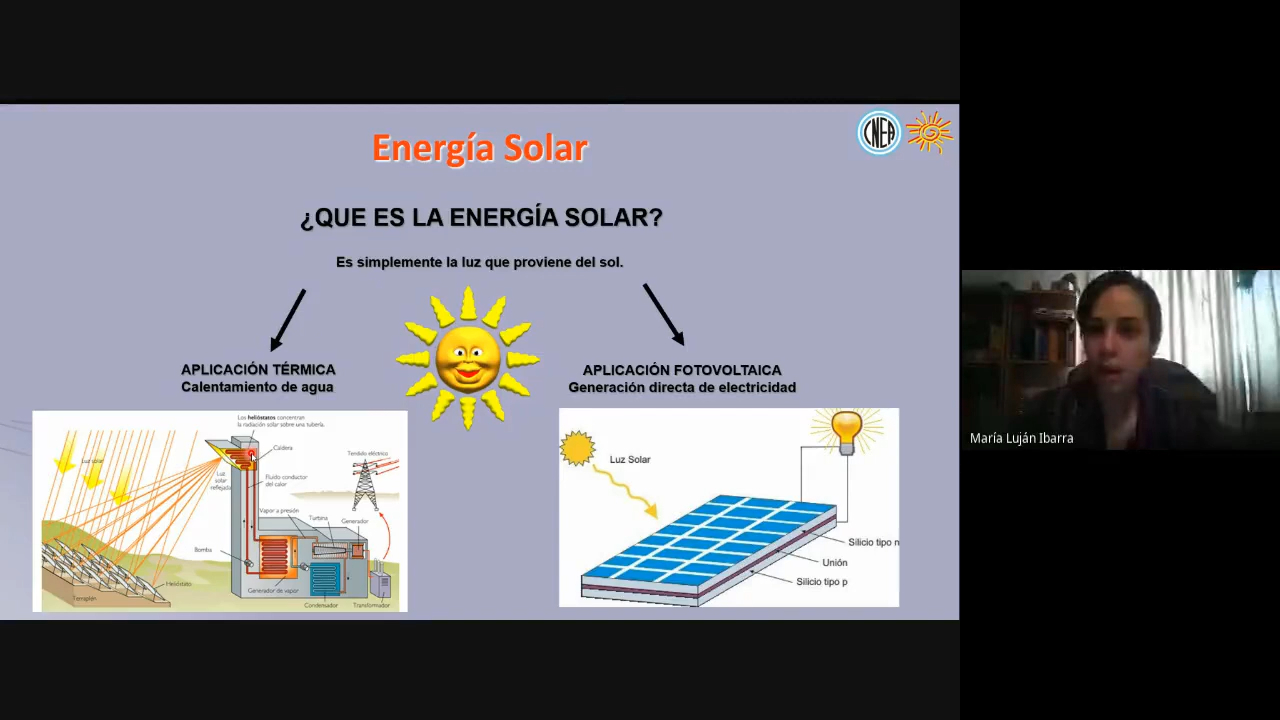 CNEA
Energía Solar
¿QUE ES LA ENERGÍA SOLAR?
Es simplemente la luz que proviene del sol.
APLICACIÓN TÉRMICA
Calentamiento de agua
APLICACIÓN FOTOVOLTAICA
Generación directa de electricidad
Los helióstatos concentran
la radiación solar sobre una tubería.
Caldera
Luz solar
Luz
solar
reflejada
Fluido conductor
del calor
Tendido eléctrico
Vapor a presión
Turbina
Generador
Bomba
Helióstato
Generador de vapor
Terraplén
Condensador
Transformador
Luz Solar
Silicio tipo n
Unión
Silicio tipo p
María Luján Ibarra